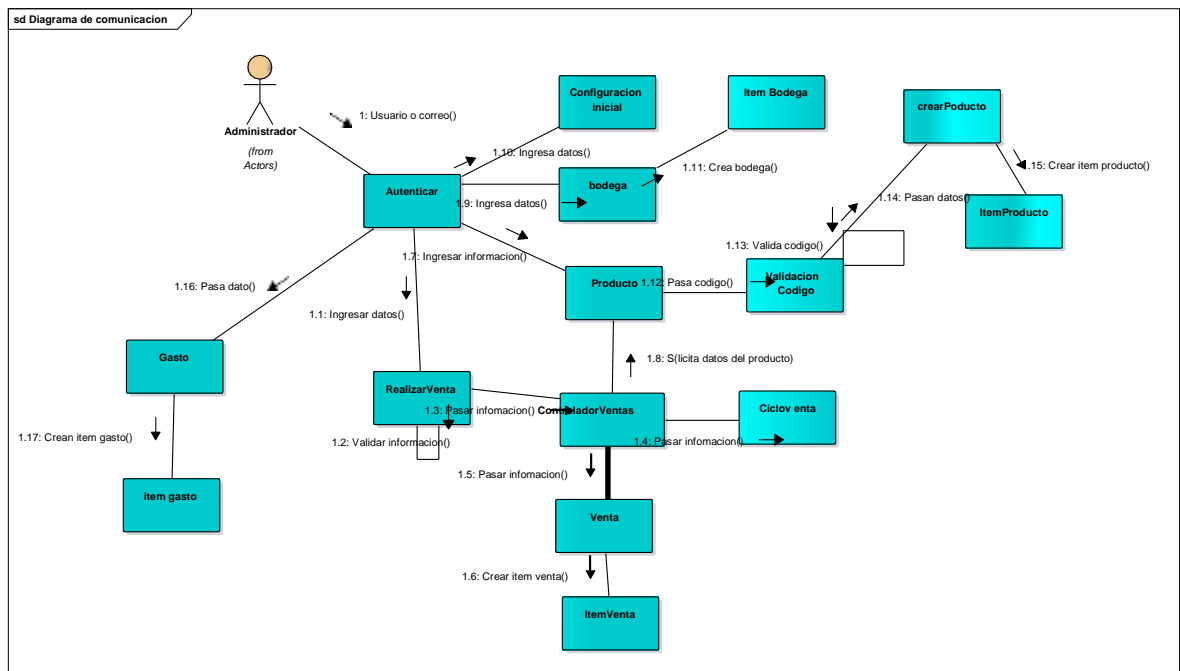 sd Diagrama de comunicacion
Administrador
(from
Actors)
1: Usuario o correo()
Configuracion
inicial
Item Bodega
crearPoducto
1.10: Ingresa datos()
1.11: Crea bodega()
1.15: Crear item producto()
Autenticar
bodega
1.9: Ingresa datos()
1.14: Pasan datos()
ItemProducto
1.13: Valida codigo()
1.7: Ingresar informacion()
1.16: Pasa dato()
Producto
1.12: Pasa codigo()
Validacion
Codigo
1.1: Ingresar datos()
Gasto
1.8: S(licita datos del producto)
RealizarVenta
1.3: Pasar infomacion()
VentasCiclov enta
1.2: Validar informacion()
1.4: Pasar infomacion()
1.17: Crean item gasto()
1.5: Pasar infomacion()
item gasto
Venta
1.6: Crear item venta()
ItemVenta